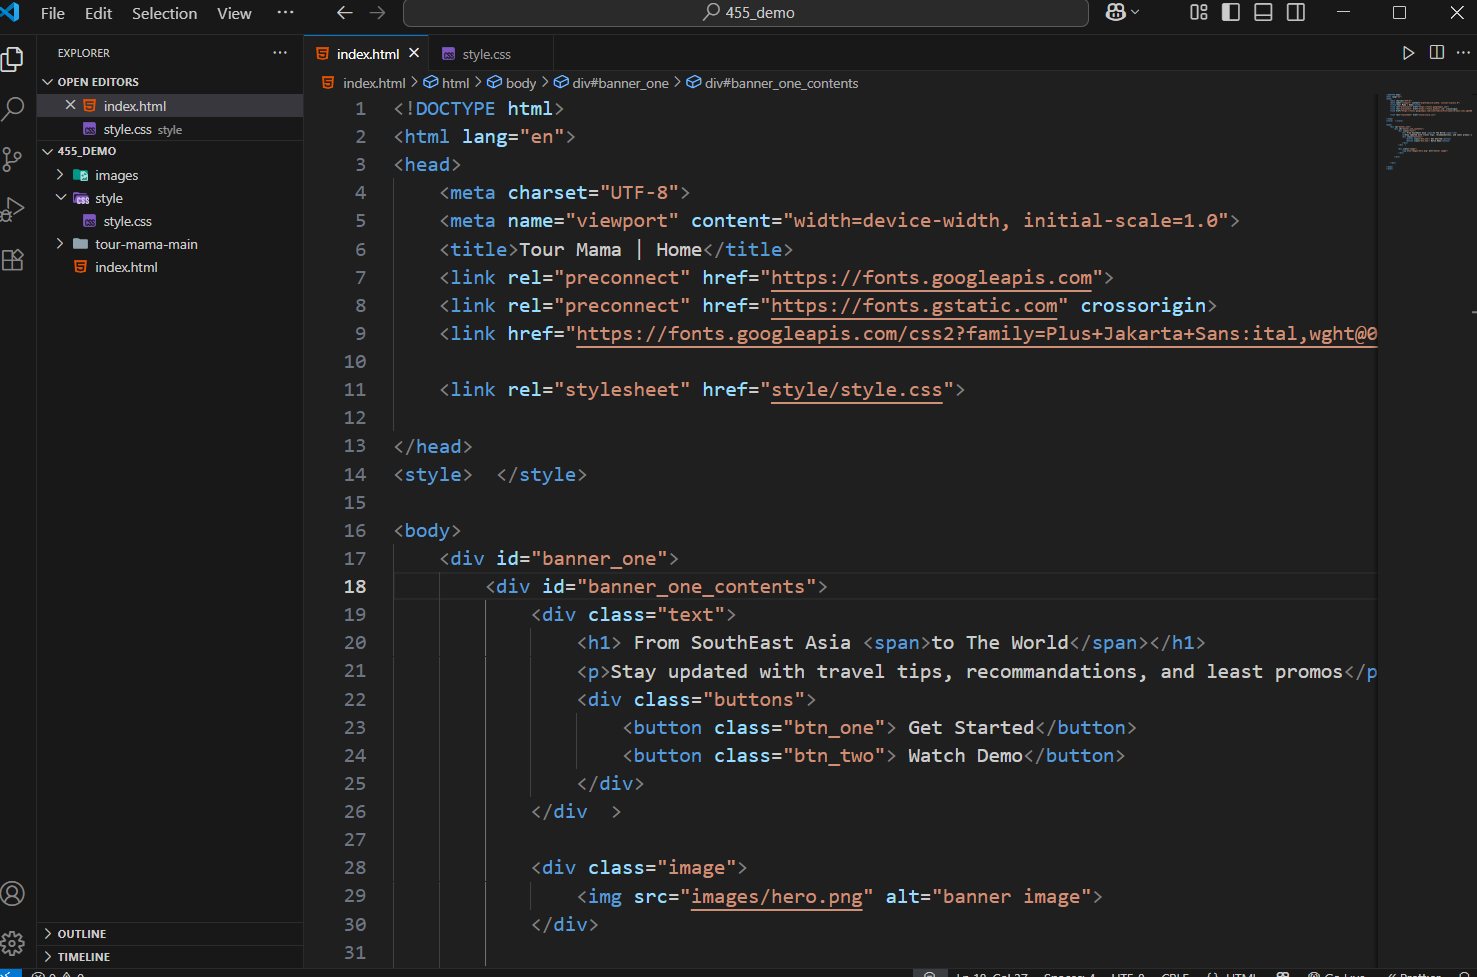 File Edit Selection View ··· 455_demo
EXPLORER ···
OPEN EDITORS
index.html
style.css style
455_DEMO
images
style
style.css
tour-mama-main
index.html
OUTLINE
TIMELINE
index.html style.css
index.html > html > body > div#banner_one > div#banner_one_contents
1 <!DOCTYPE html>
2 <html lang="en">
3 <head>
4 <meta charset="UTF-8">
5 <meta name="viewport" content="width=device-width, initial-scale=1.0">
6 <title>Tour Mama | Home</title>
7 <link rel="preconnect" href="https://fonts.googleapis.com">
8 <link rel="preconnect" href="https://fonts.gstatic.com" crossorigin>
9 <link href="https://fonts.googleapis.com/css2?family=Plus+Jakarta+Sans:ital,wght@0
10
11 <link rel="stylesheet" href="style/style.css">
12
13 </head>
14 <style>  </style>
15
16 <body>
17 <div id="banner_one">
18 <div id="banner_one_contents">
19 <div class="text">
20 <h1> From SouthEast Asia <span>to The World</span></h1>
21 <p>Stay updated with travel tips, recommandations, and least promos</p
22 <div class="buttons">
23 <button class="btn_one"> Get Started</button>
24 <button class="btn_two"> Watch Demo</button>
25 </div>
26 </div  >
27
28 <div class="image">
29 <img src="images/hero.png" alt="banner image">
30 </div>
31